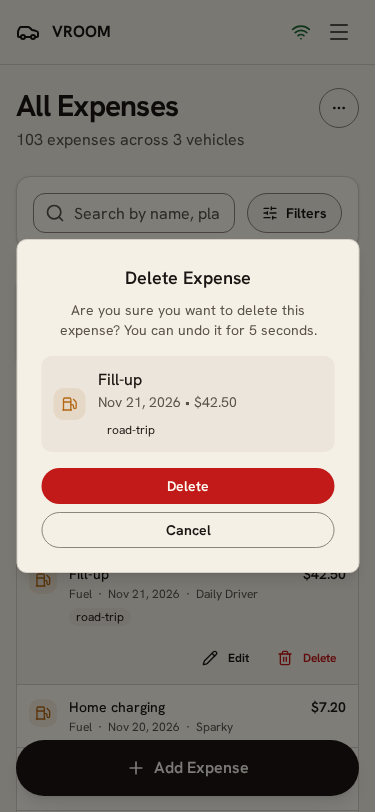 VROOM
All Expenses
103 expenses across 3 vehicles
Search by name, pla
Filters
Delete Expense
Are you sure you want to delete this
expense? You can undo it for 5 seconds.
Fill-up
Nov 21, 2026 • $42.50
road-trip
Delete
Cancel
Fill-up $42.50
Fuel · Nov 21, 2026 · Daily Driver
road-trip
Edit Delete
Home charging $7.20
Fuel · Nov 20, 2026 · Sparky
Add Expense